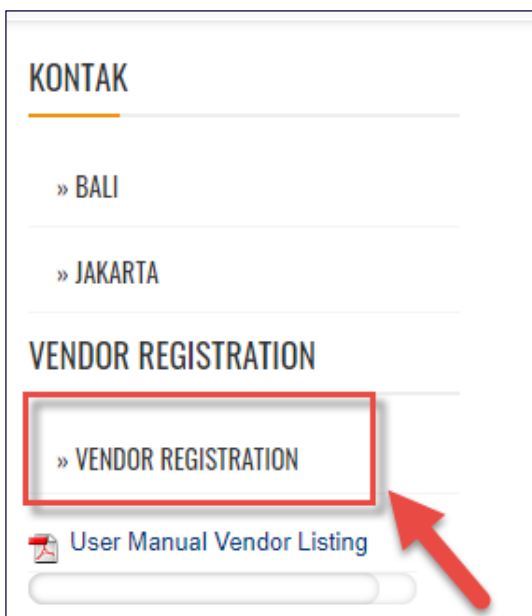 KONTAK
» BALI
» JAKARTA
VENDOR REGISTRATION
» VENDOR REGISTRATION
User Manual Vendor Listing